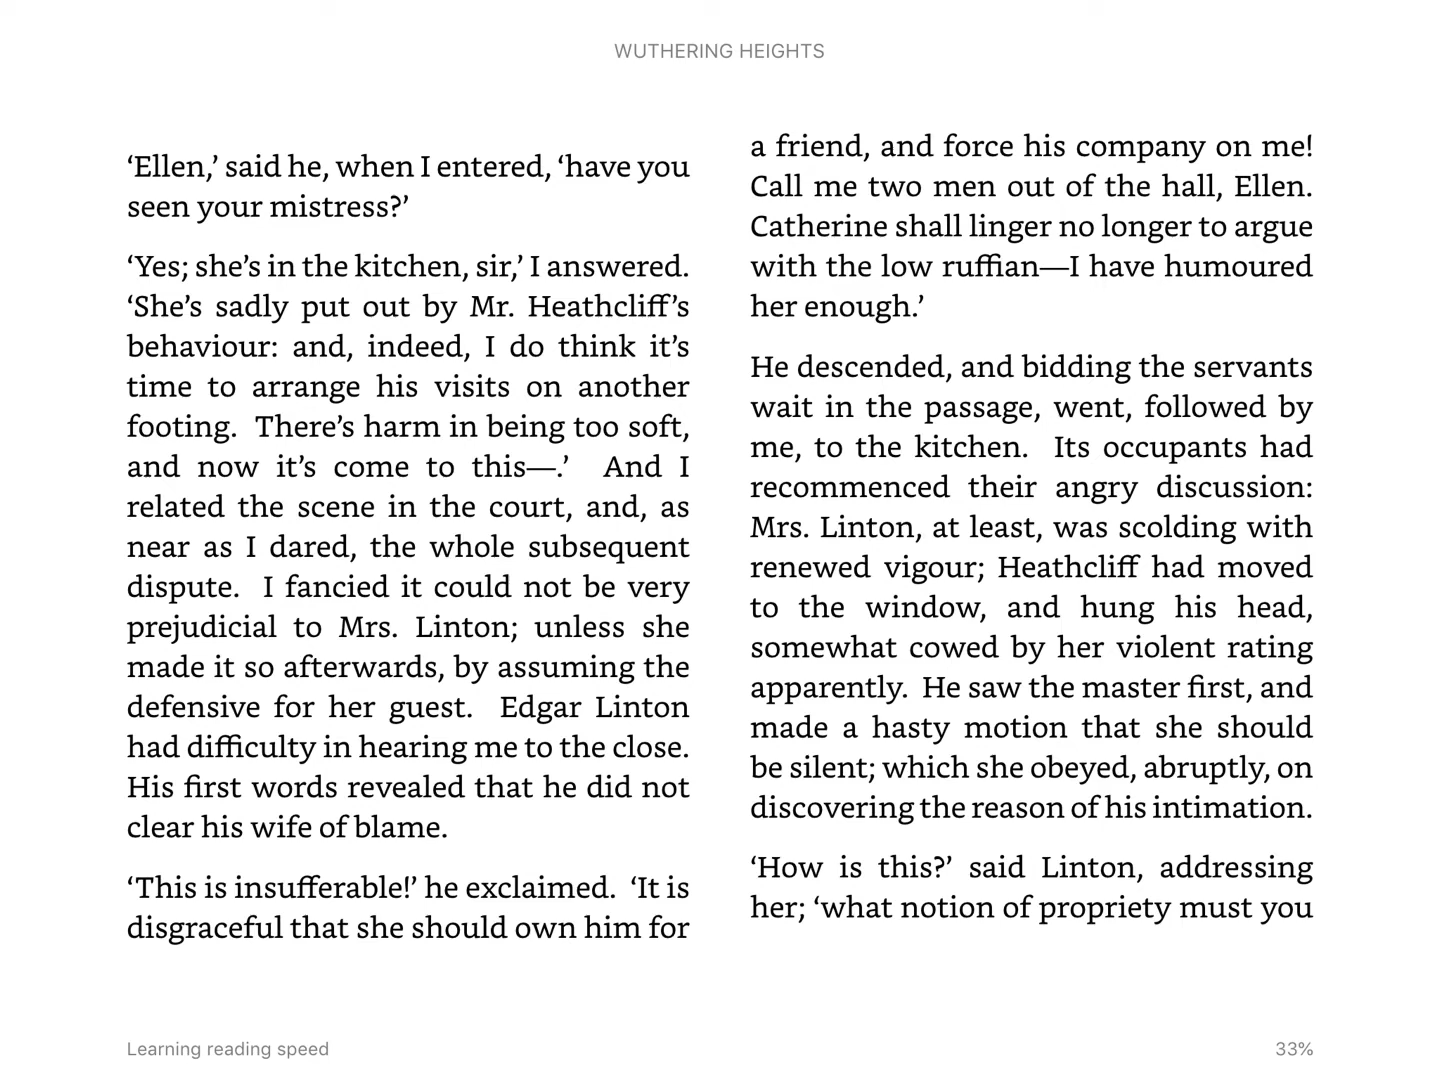 WUTHERING HEIGHTS
‘Ellen,’ said he, when I entered, ‘have you
seen your mistress?’
‘Yes; she’s in the kitchen, sir,’ I answered.
‘She’s sadly put out by Mr. Heathcliff’s
behaviour: and, indeed, I do think it’s
time to arrange his visits on another
footing.  There’s harm in being too soft,
and now it’s come to this—.’  And I
related the scene in the court, and, as
near as I dared, the whole subsequent
dispute.  I fancied it could not be very
prejudicial to Mrs. Linton; unless she
made it so afterwards, by assuming the
defensive for her guest.  Edgar Linton
had difficulty in hearing me to the close.
His first words revealed that he did not
clear his wife of blame.
‘This is insufferable!’ he exclaimed.  ‘It is
disgraceful that she should own him for
a friend, and force his company on me!
Call me two men out of the hall, Ellen.
Catherine shall linger no longer to argue
with the low ruffian—I have humoured
her enough.’
He descended, and bidding the servants
wait in the passage, went, followed by
me, to the kitchen.  Its occupants had
recommenced their angry discussion:
Mrs. Linton, at least, was scolding with
renewed vigour; Heathcliff had moved
to the window, and hung his head,
somewhat cowed by her violent rating
apparently.  He saw the master first, and
made a hasty motion that she should
be silent; which she obeyed, abruptly, on
discovering the reason of his intimation.
‘How is this?’ said Linton, addressing
her; ‘what notion of propriety must you
Learning reading speed
33%